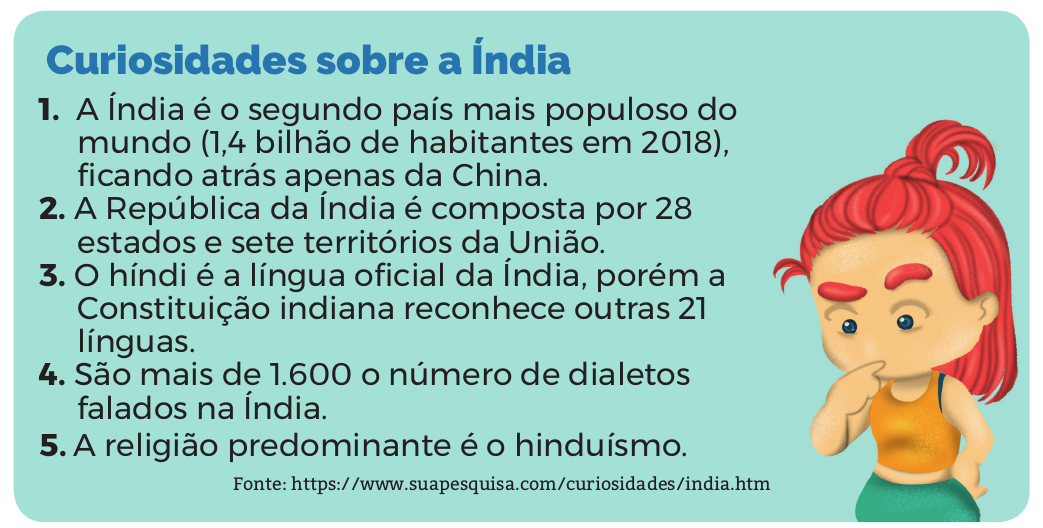 Curiosidades sobre a Índia
1. A Índia é o segundo país mais populoso do
mundo (1,4 bilhão de habitantes em 2018),
ficando atrás apenas da China.
2. A República da Índia é composta por 28
estados e sete territórios da União.
3. O híndi é a língua oficial da Índia, porém a
Constituição indiana reconhece outras 21
línguas.
4. São mais de 1.600 o número de dialetos
falados na Índia.
5. A religião predominante é o hinduísmo.
Fonte: https://www.suapesquisa.com/curiosidades/india.htm